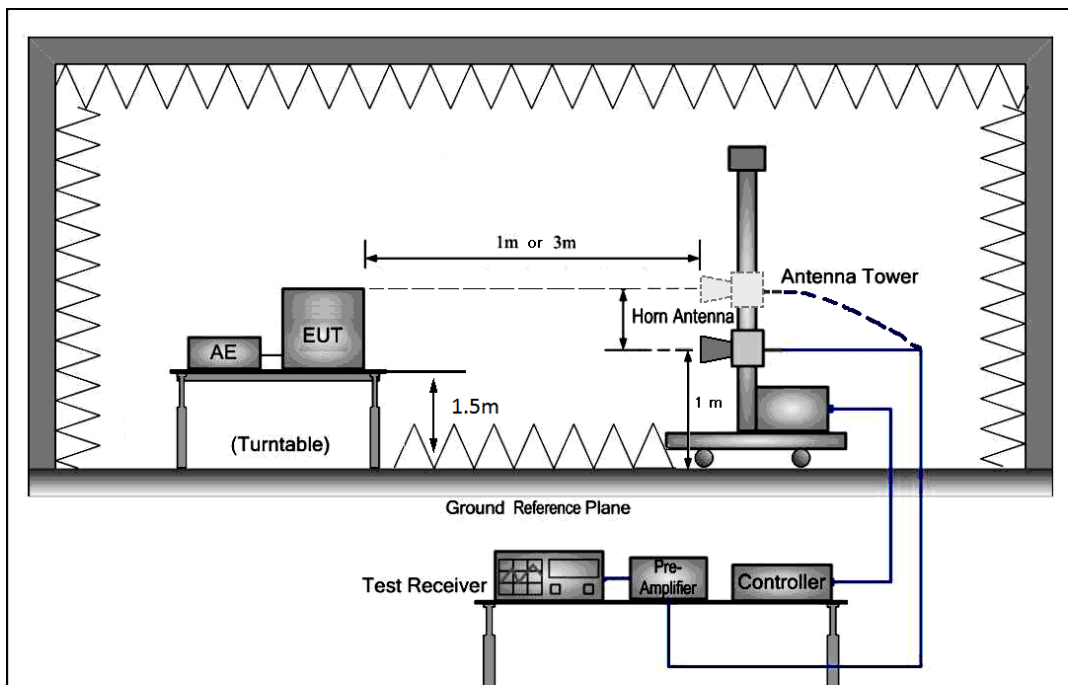 1m or 3m
Antenna Tower
Horn Antenna
EUT
AE
1.5m
1 m
(Turntable)
Ground Reference Plane
Test Receiver
Pre-
Amplifier
Controller